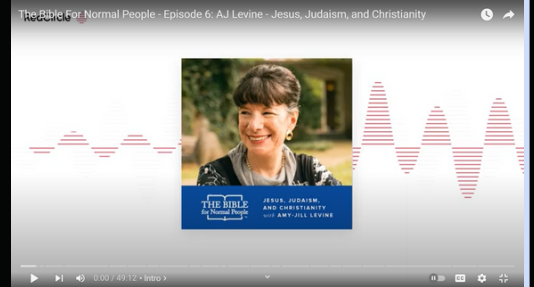 The Bible For Normal People - Episode 6: AJ Levine - Jesus, Judaism, and Christianity
THE BIBLE
for Normal People
JESUS, JUDAISM,
AND CHRISTIANITY
WITH AMY-JILL LEVINE
0:00 / 49:12 • Intro >
CC